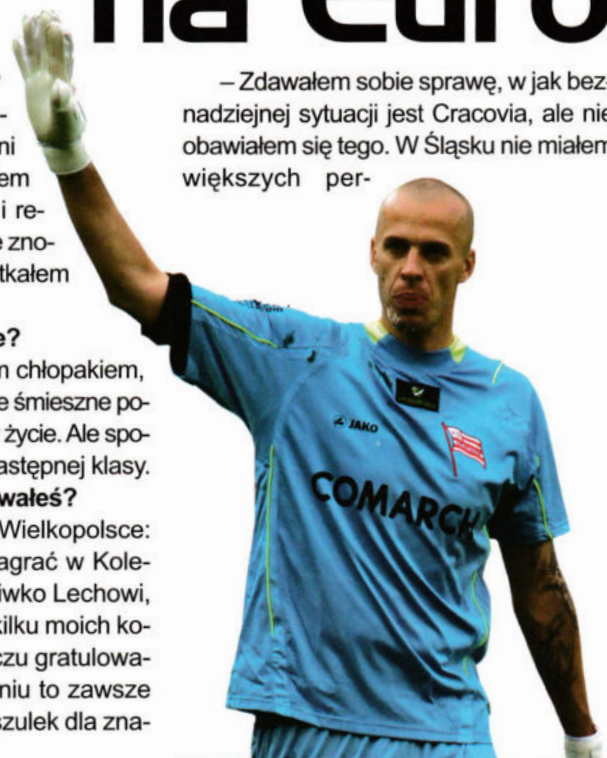 na Euro
– Zdawałem sobie sprawę, w jak bez-
nadziejnej sytuacji jest Cracovia, ale nie
obawiałem się tego. W Śląsku nie miałem
większych per-
ni
em
i re-
e zno-
tkałem
e?
m chłopakiem,
e śmieszne po-
życie. Ale spo-
astępnej klasy.
wałeś?
Wielkopolsce:
agrać w Kole-
iwko Lechowi,
kilku moich ko-
czu gratulowa-
niu to zawsze
szulek dla zna-
JAKO
COMARCH